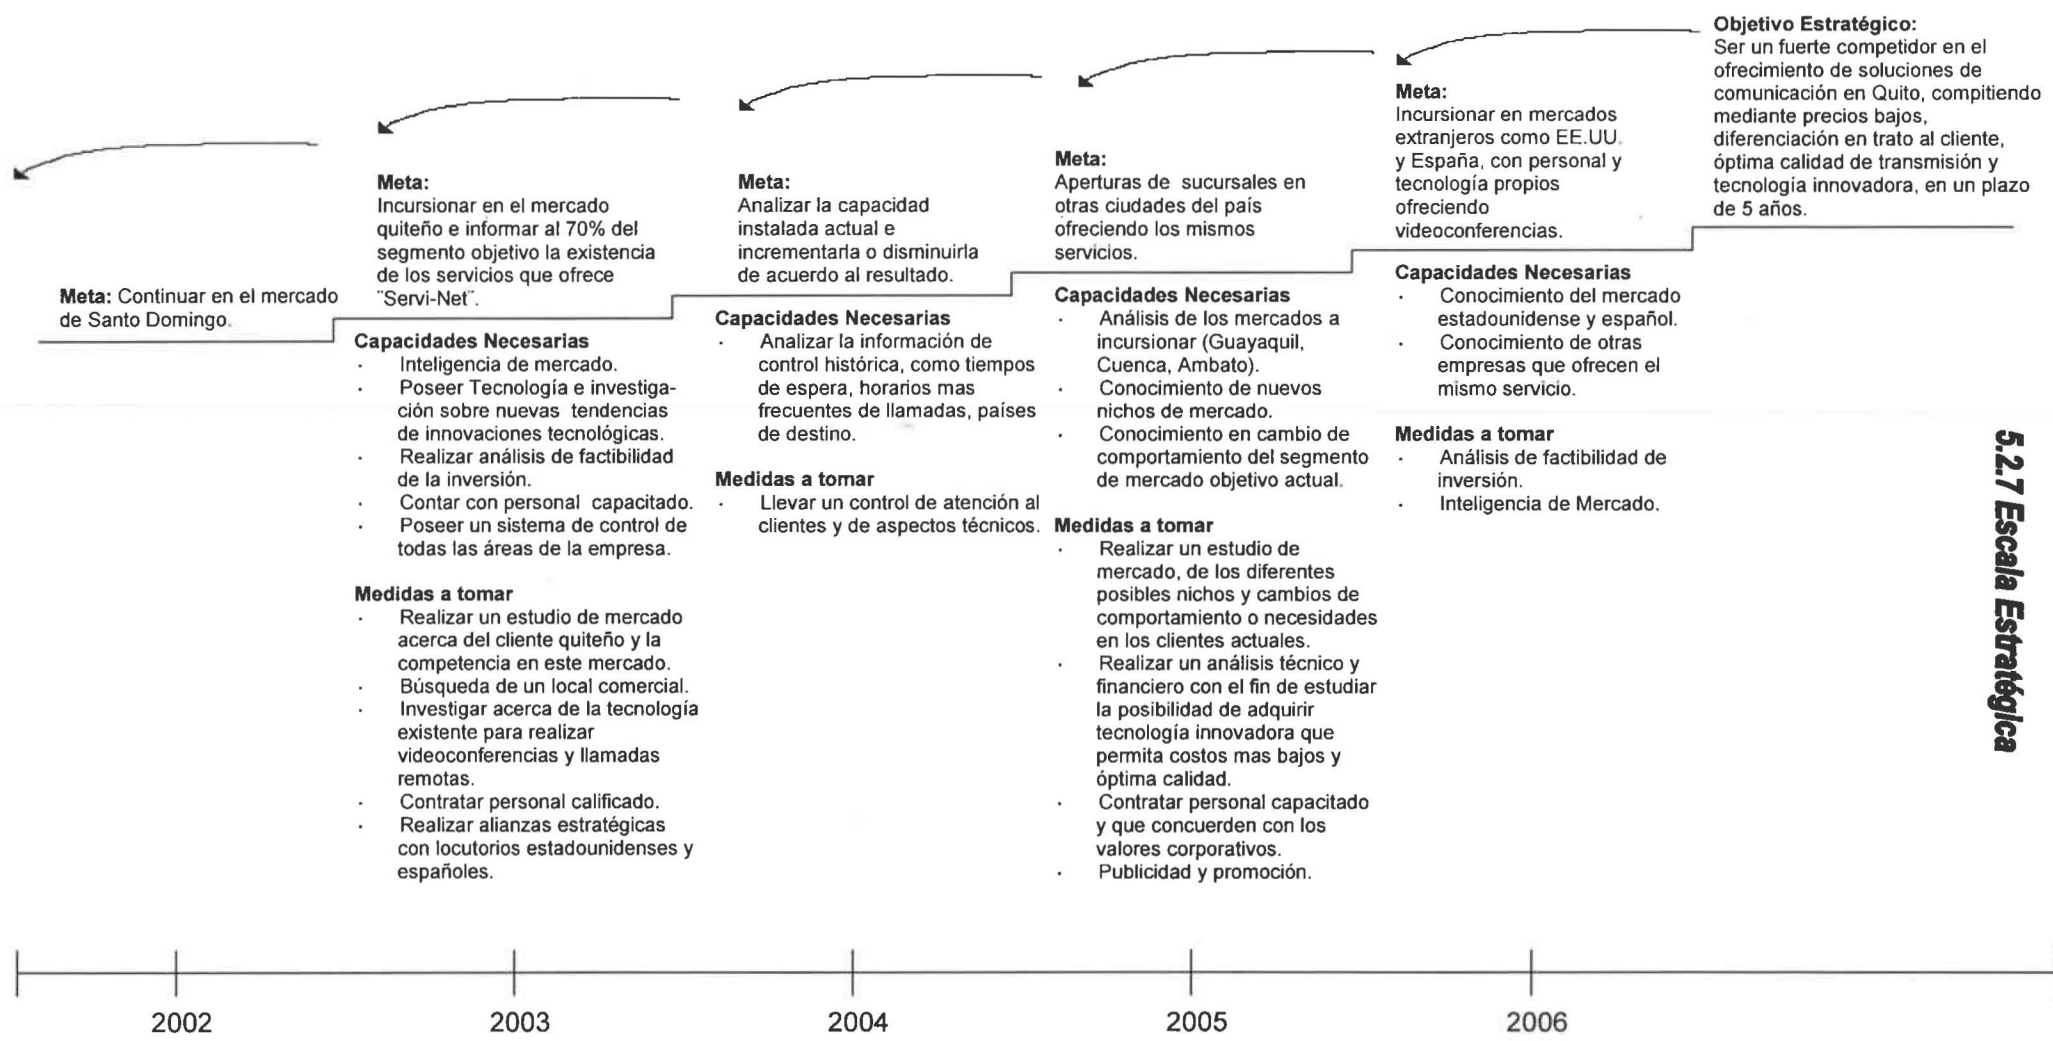 Meta: Continuar en el mercado
de Santo Domingo.
Meta:
Incursionar en el mercado
quiteño e informar al 70% del
segmento objetivo la existencia
de los servicios que ofrece
¨Servi-Net¨.
Capacidades Necesarias
· Inteligencia de mercado.
· Poseer Tecnología e investiga-
ción sobre nuevas tendencias
de innovaciones tecnológicas.
· Realizar análisis de factibilidad
de la inversión.
· Contar con personal capacitado.
· Poseer un sistema de control de
todas las áreas de la empresa.
Medidas a tomar
· Realizar un estudio de mercado
acerca del cliente quiteño y la
competencia en este mercado.
· Búsqueda de un local comercial.
· Investigar acerca de la tecnología
existente para realizar
videoconferencias y llamadas
remotas.
· Contratar personal calificado.
· Realizar alianzas estratégicas
con locutorios estadounidenses y
españoles.
Meta:
Analizar la capacidad
instalada actual e
incrementarla o disminuirla
de acuerdo al resultado.
Capacidades Necesarias
· Analizar la información de
control histórica, como tiempos
de espera, horarios mas
frecuentes de llamadas, países
de destino.
Medidas a tomar
· Llevar un control de atención al
clientes y de aspectos técnicos.
Meta:
Aperturas de sucursales en
otras ciudades del país
ofreciendo los mismos
servicios.
Capacidades Necesarias
· Análisis de los mercados a
incursionar (Guayaquil,
Cuenca, Ambato).
· Conocimiento de nuevos
nichos de mercado.
· Conocimiento en cambio de
comportamiento del segmento
de mercado objetivo actual.
Medidas a tomar
· Realizar un estudio de
mercado, de los diferentes
posibles nichos y cambios de
comportamiento o necesidades
en los clientes actuales.
· Realizar un análisis técnico y
financiero con el fin de estudiar
la posibilidad de adquirir
tecnología innovadora que
permita costos mas bajos y
óptima calidad.
· Contratar personal capacitado
y que concuerden con los
valores corporativos.
· Publicidad y promoción.
Meta:
Incursionar en mercados
extranjeros como EE.UU.
y España, con personal y
tecnología propios
ofreciendo
videoconferencias.
Capacidades Necesarias
· Conocimiento del mercado
estadounidense y español.
· Conocimiento de otras
empresas que ofrecen el
mismo servicio.
Medidas a tomar
· Análisis de factibilidad de
inversión.
· Inteligencia de Mercado.
Objetivo Estratégico:
Ser un fuerte competidor en el
ofrecimiento de soluciones de
comunicación en Quito, compitiendo
mediante precios bajos,
diferenciación en trato al cliente,
óptima calidad de transmisión y
tecnología innovadora, en un plazo
de 5 años.
5.2.7 Escala Estratégica
2002
2003
2004
2005
2006